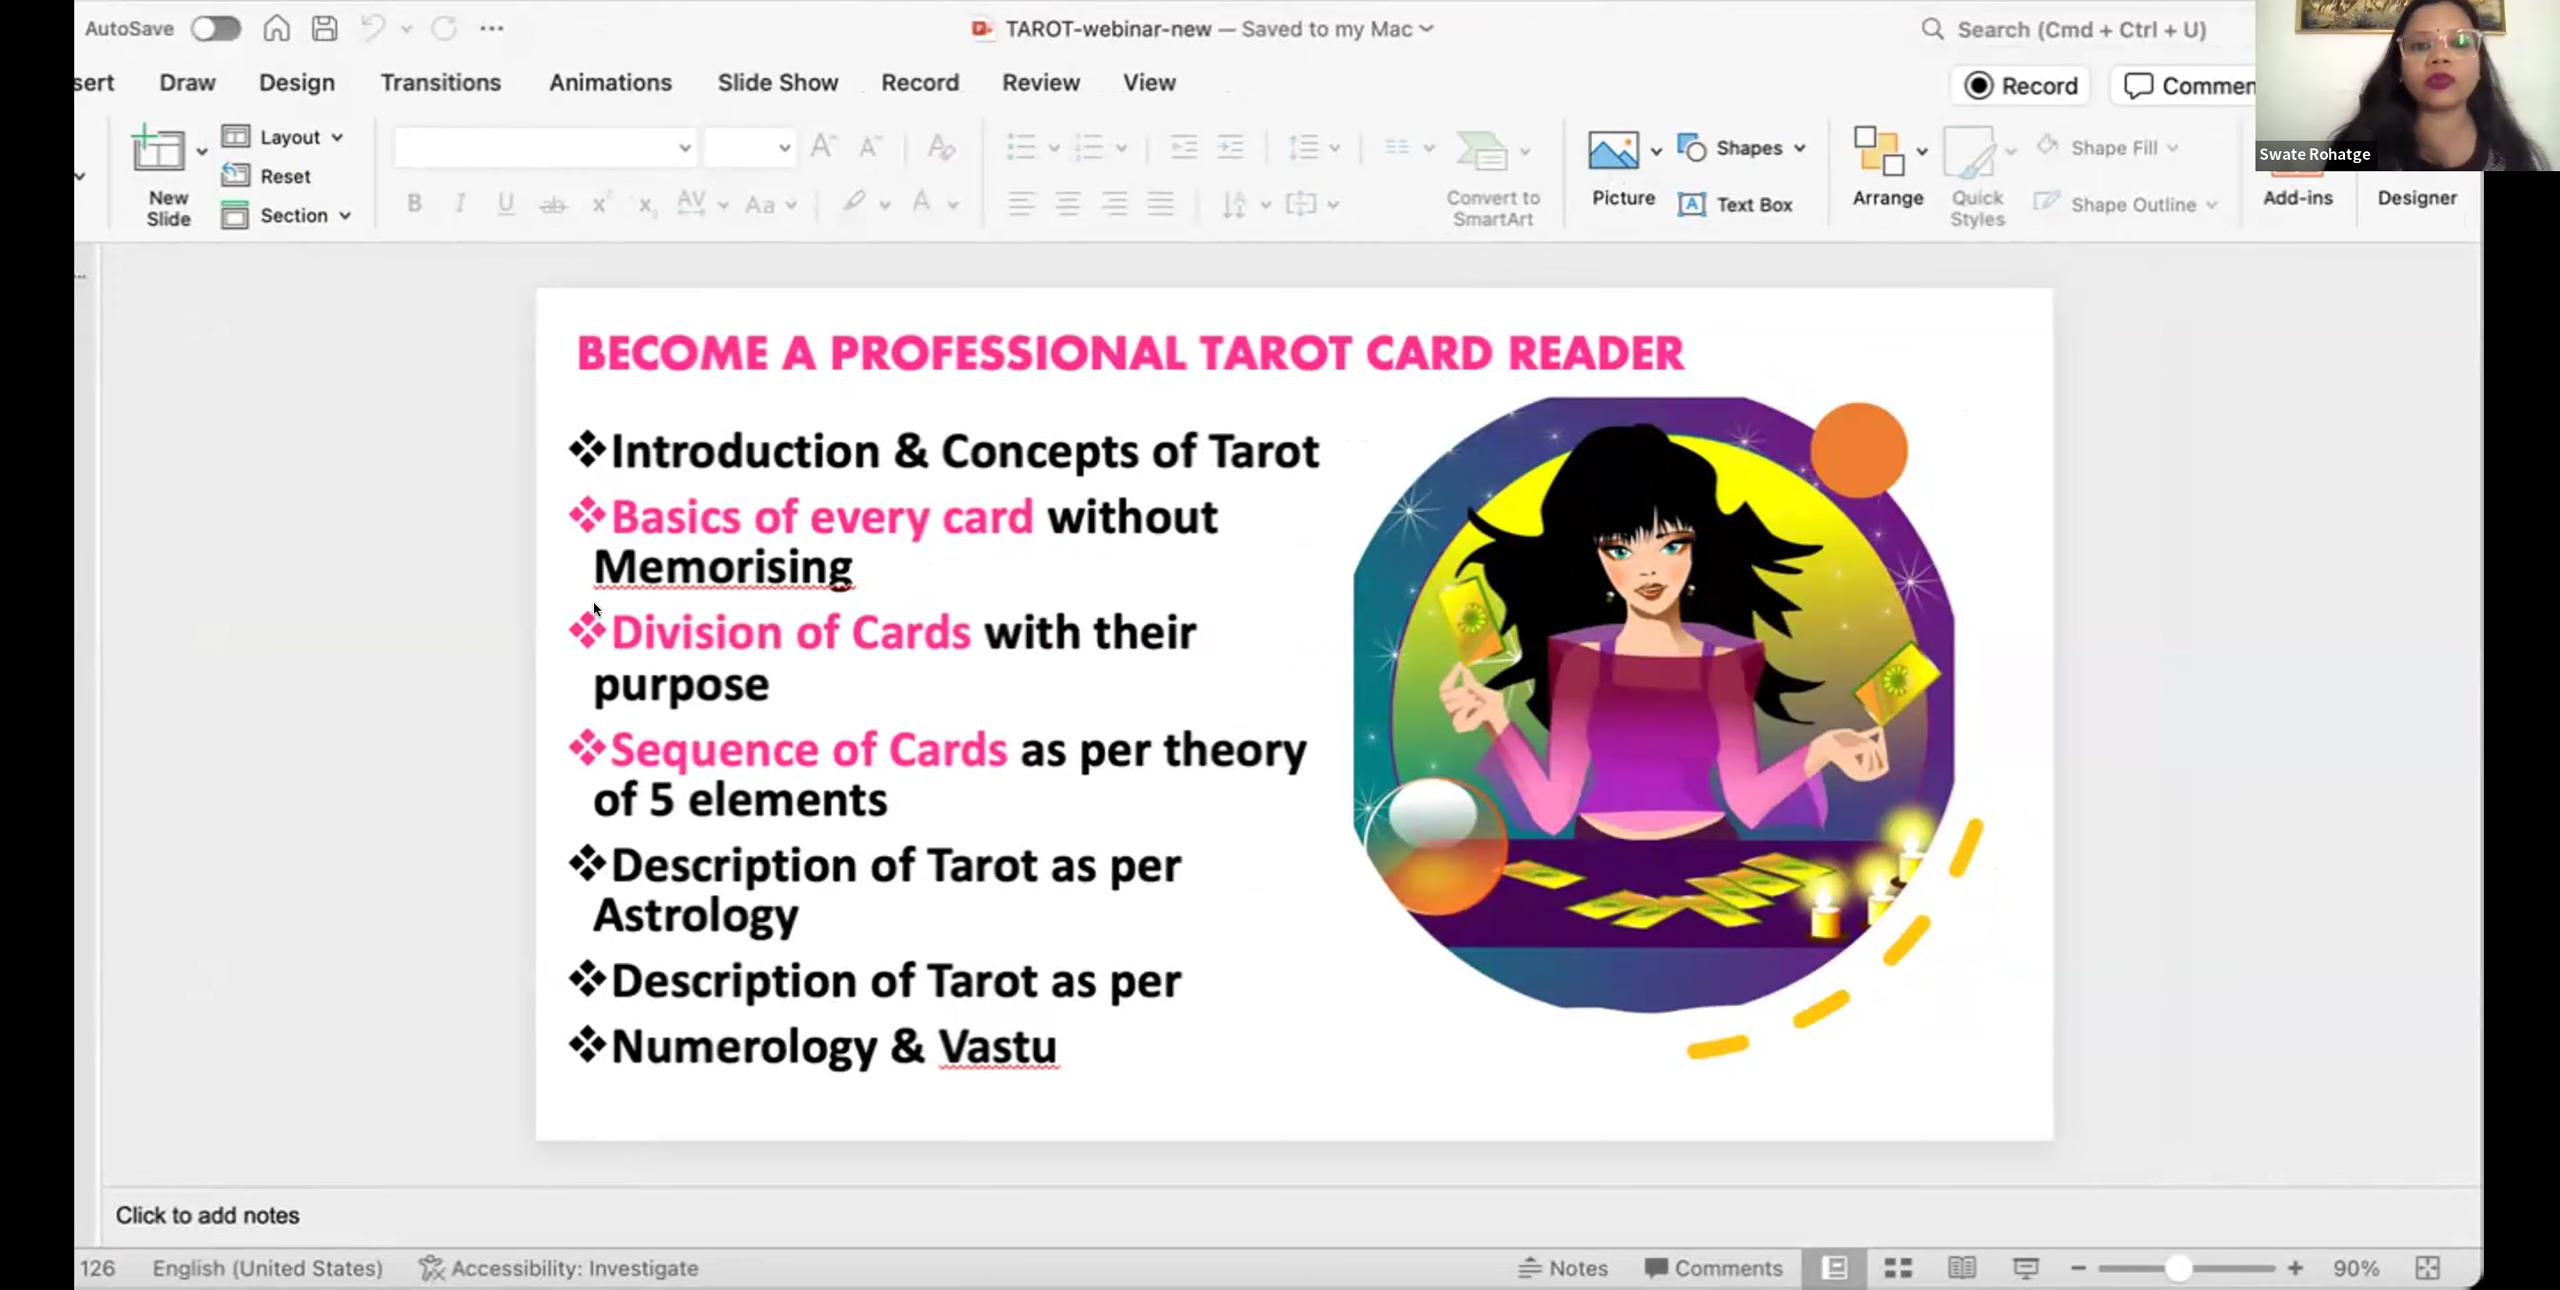 AutoSave
TAROT-webinar-new — Saved to my Mac
Search (Cmd + Ctrl + U)
sert Draw Design Transitions Animations Slide Show Record Review View
Record
Commen
New Slide
Layout
Reset
Section
Convert to SmartArt
Picture
Shapes
Text Box
Arrange
Quick Styles
Shape Fill
Shape Outline
Add-ins
Designer
Swate Rohatge
BECOME A PROFESSIONAL TAROT CARD READER
❖Introduction & Concepts of Tarot
❖Basics of every card without
Memorising
❖Division of Cards with their
purpose
❖Sequence of Cards as per theory
of 5 elements
❖Description of Tarot as per
Astrology
❖Description of Tarot as per
❖Numerology & Vastu
Click to add notes
126 English (United States) Accessibility: Investigate
Notes Comments 90%